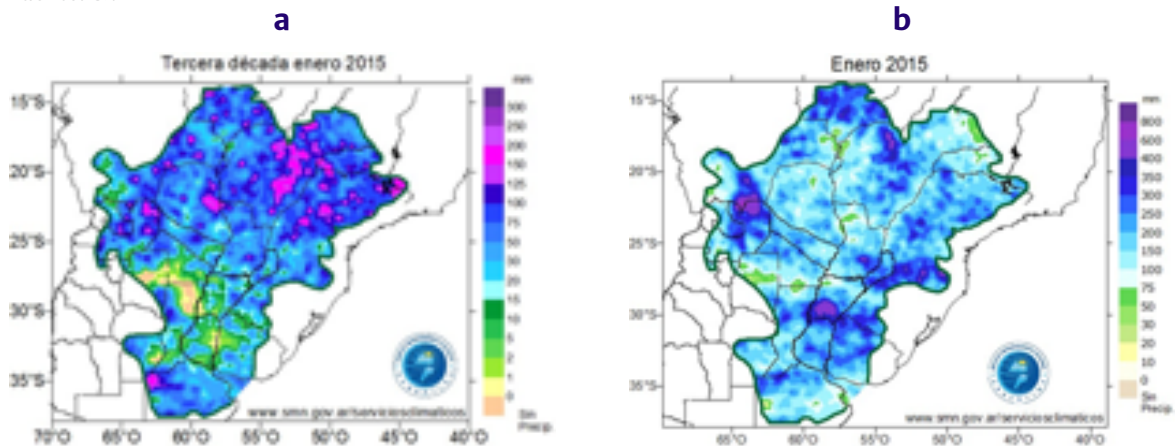 a
b
Tercera década enero 2015
mm
300
250
200
150
125
100
75
50
20
15
10
5
2
1
Sin
Precip.
15°S
20°S
25°S
30°S
35°S
70°O
65°O
60°O
55°O
50°O
45°O
40°O
www.smn.gov.ar/serviciosclimaticos
Enero 2015
mm
800
600
400
350
300
250
200
150
100
75
50
30
20
10
0
Sin
Precip.
15°S
20°S
25°S
30°S
35°S
65°O
60°O
55°O
50°O
45°O
40°O
www.smn.gov.ar/serviciosclimaticos